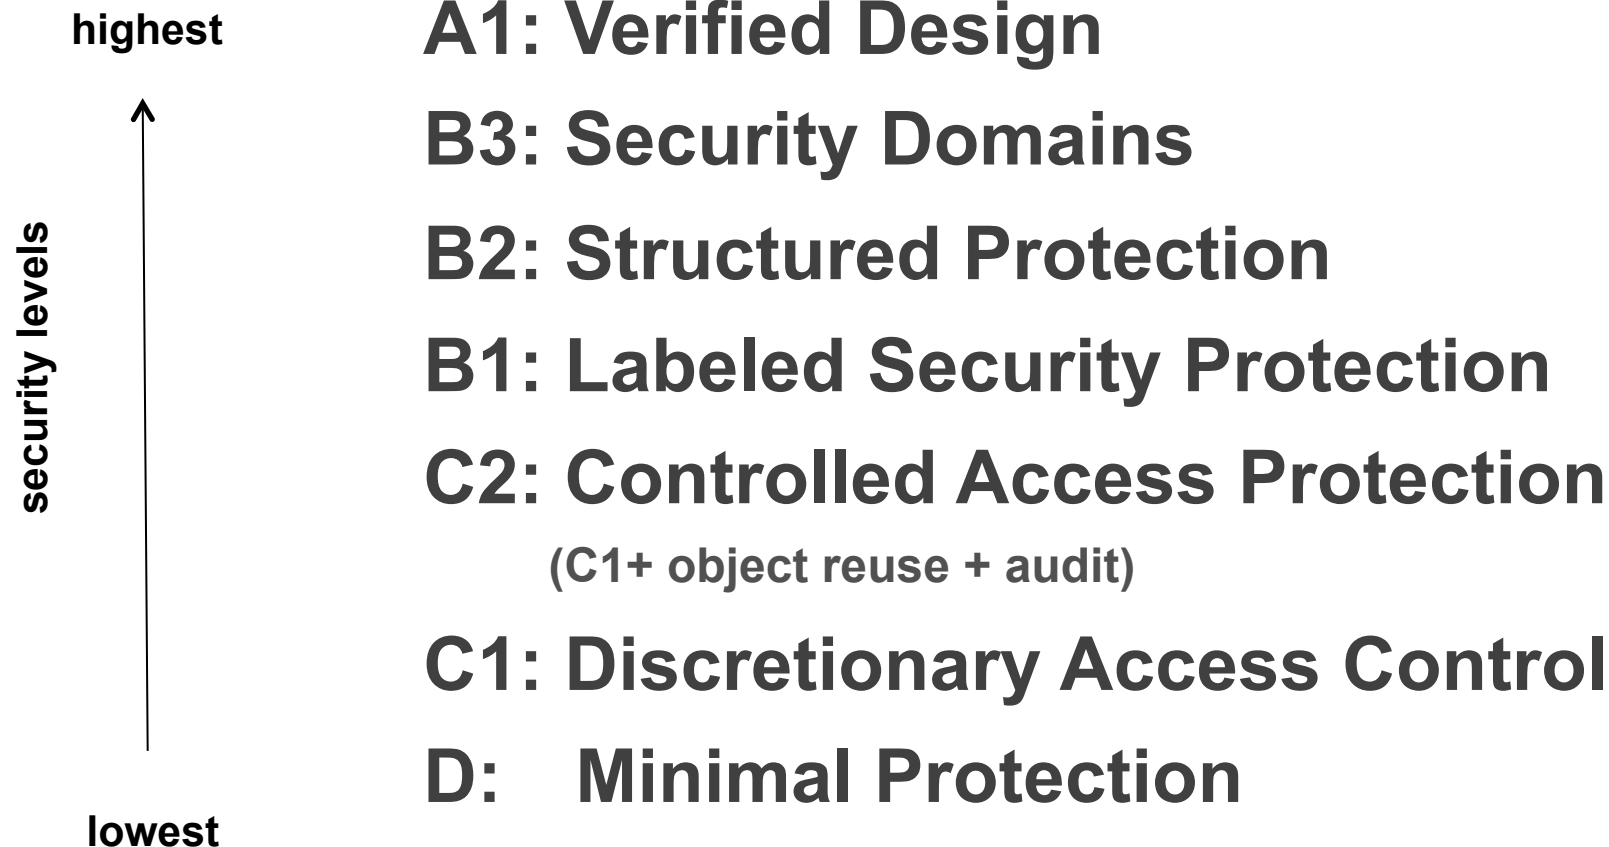 highest
A1: Verified Design
B3: Security Domains
B2: Structured Protection
security levels
B1: Labeled Security Protection
C2: Controlled Access Protection
(C1+ object reuse + audit)
C1: Discretionary Access Control
D: Minimal Protection
lowest